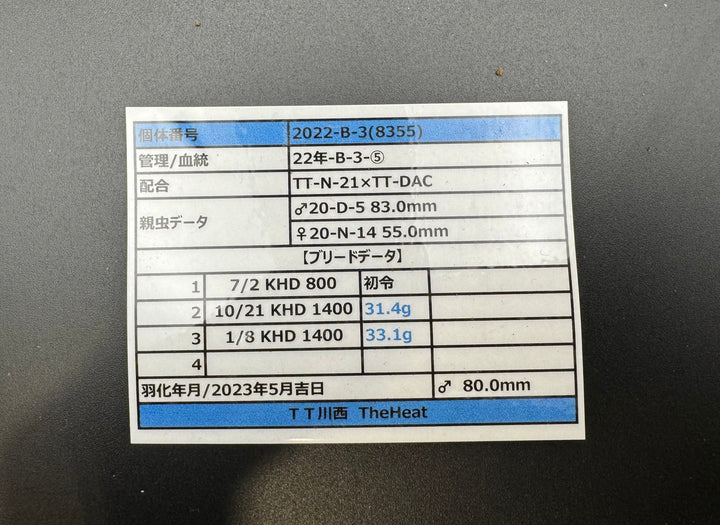 個体番号 2022-B-3(8355)
管理/血統 22年-B-3-⑤
配合 TT-N-21×TT-DAC
親虫データ ♂20-D-5 83.0mm
♀20-N-14 55.0mm
【ブリードデータ】
1 7/2 KHD 800 初令
2 10/21 KHD 1400 31.4g
3 1/8 KHD 1400 33.1g
4
羽化年月/2023年5月吉日 ♂ 80.0mm
TT川西 TheHeat